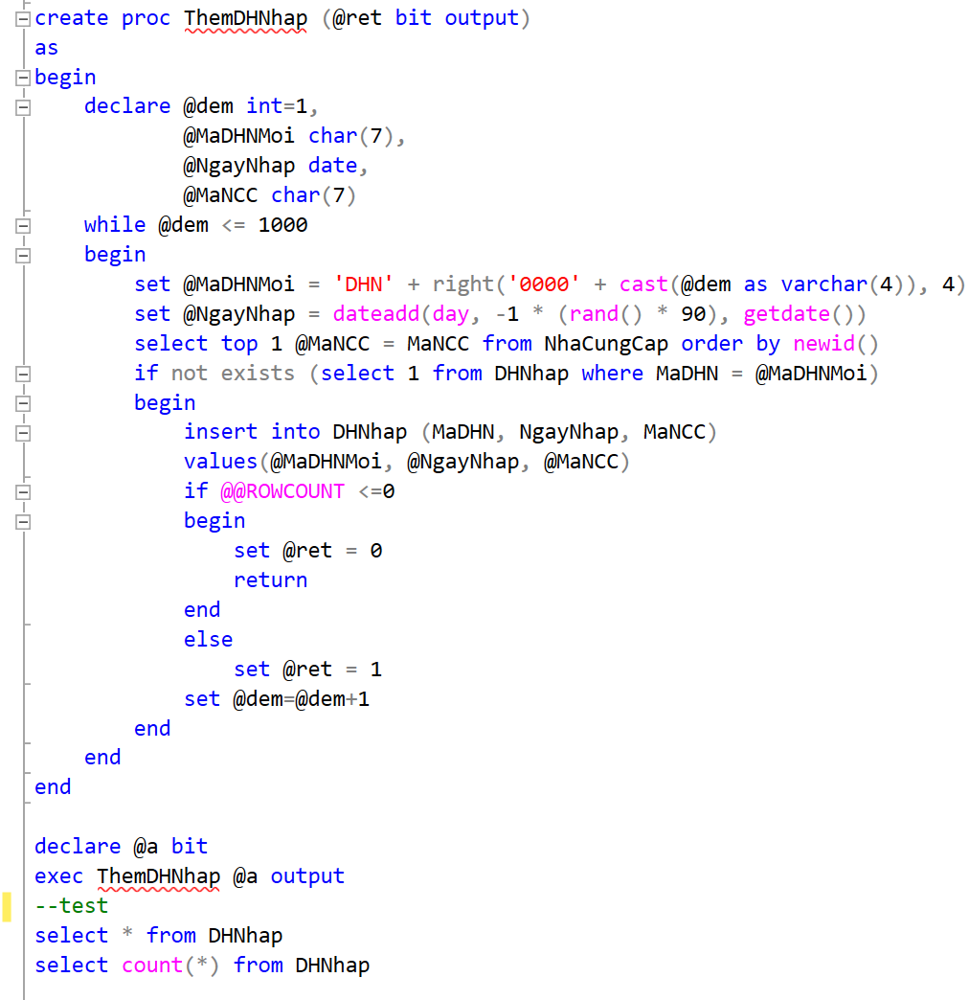 create proc ThemDHNhap (@ret bit output)
as
begin
    declare @dem int=1,
            @MaDHNMoi char(7),
            @NgayNhap date,
            @MaNCC char(7)
    while @dem <= 1000
    begin
        set @MaDHNMoi = 'DHN' + right('0000' + cast(@dem as varchar(4)), 4)
        set @NgayNhap = dateadd(day, -1 * (rand() * 90), getdate())
        select top 1 @MaNCC = MaNCC from NhaCungCap order by newid()
        if not exists (select 1 from DHNhap where MaDHN = @MaDHNMoi)
        begin
            insert into DHNhap (MaDHN, NgayNhap, MaNCC)
            values(@MaDHNMoi, @NgayNhap, @MaNCC)
            if @@ROWCOUNT <=0
            begin
                set @ret = 0
                return
            end
            else
                set @ret = 1
            set @dem=@dem+1
        end
    end
end

declare @a bit
exec ThemDHNhap @a output
--test
select * from DHNhap
select count(*) from DHNhap